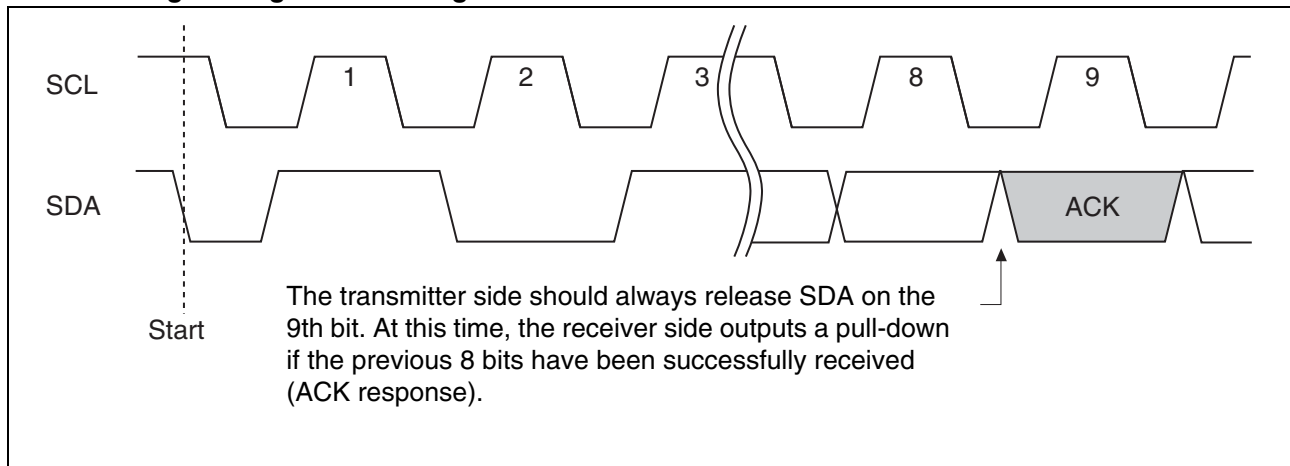 SCL
1
2
3
8
9
SDA
ACK
Start
The transmitter side should always release SDA on the
9th bit. At this time, the receiver side outputs a pull-down
if the previous 8 bits have been successfully received
(ACK response).